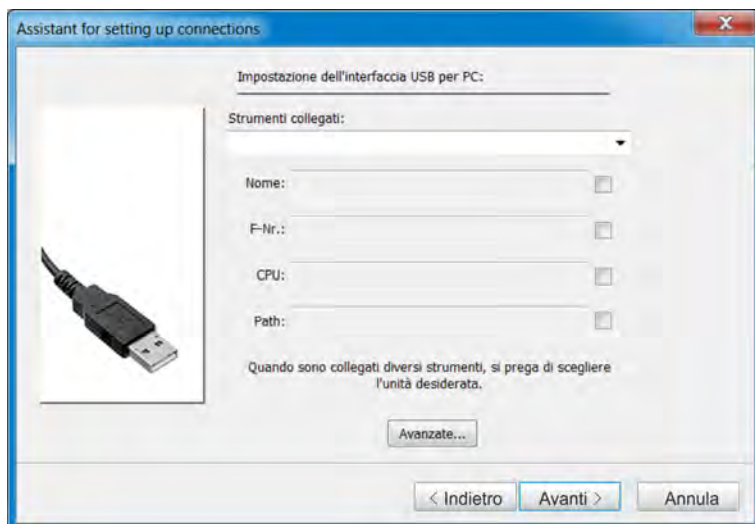 Assistant for setting up connections
Impostazione dell'interfaccia USB per PC:
Strumenti collegati:
Nome:
F-Nr.:
CPU:
Path:
Quando sono collegati diversi strumenti, si prega di scegliere
l'unità desiderata.
Avanzate...
< Indietro
Avanti >
Annulla